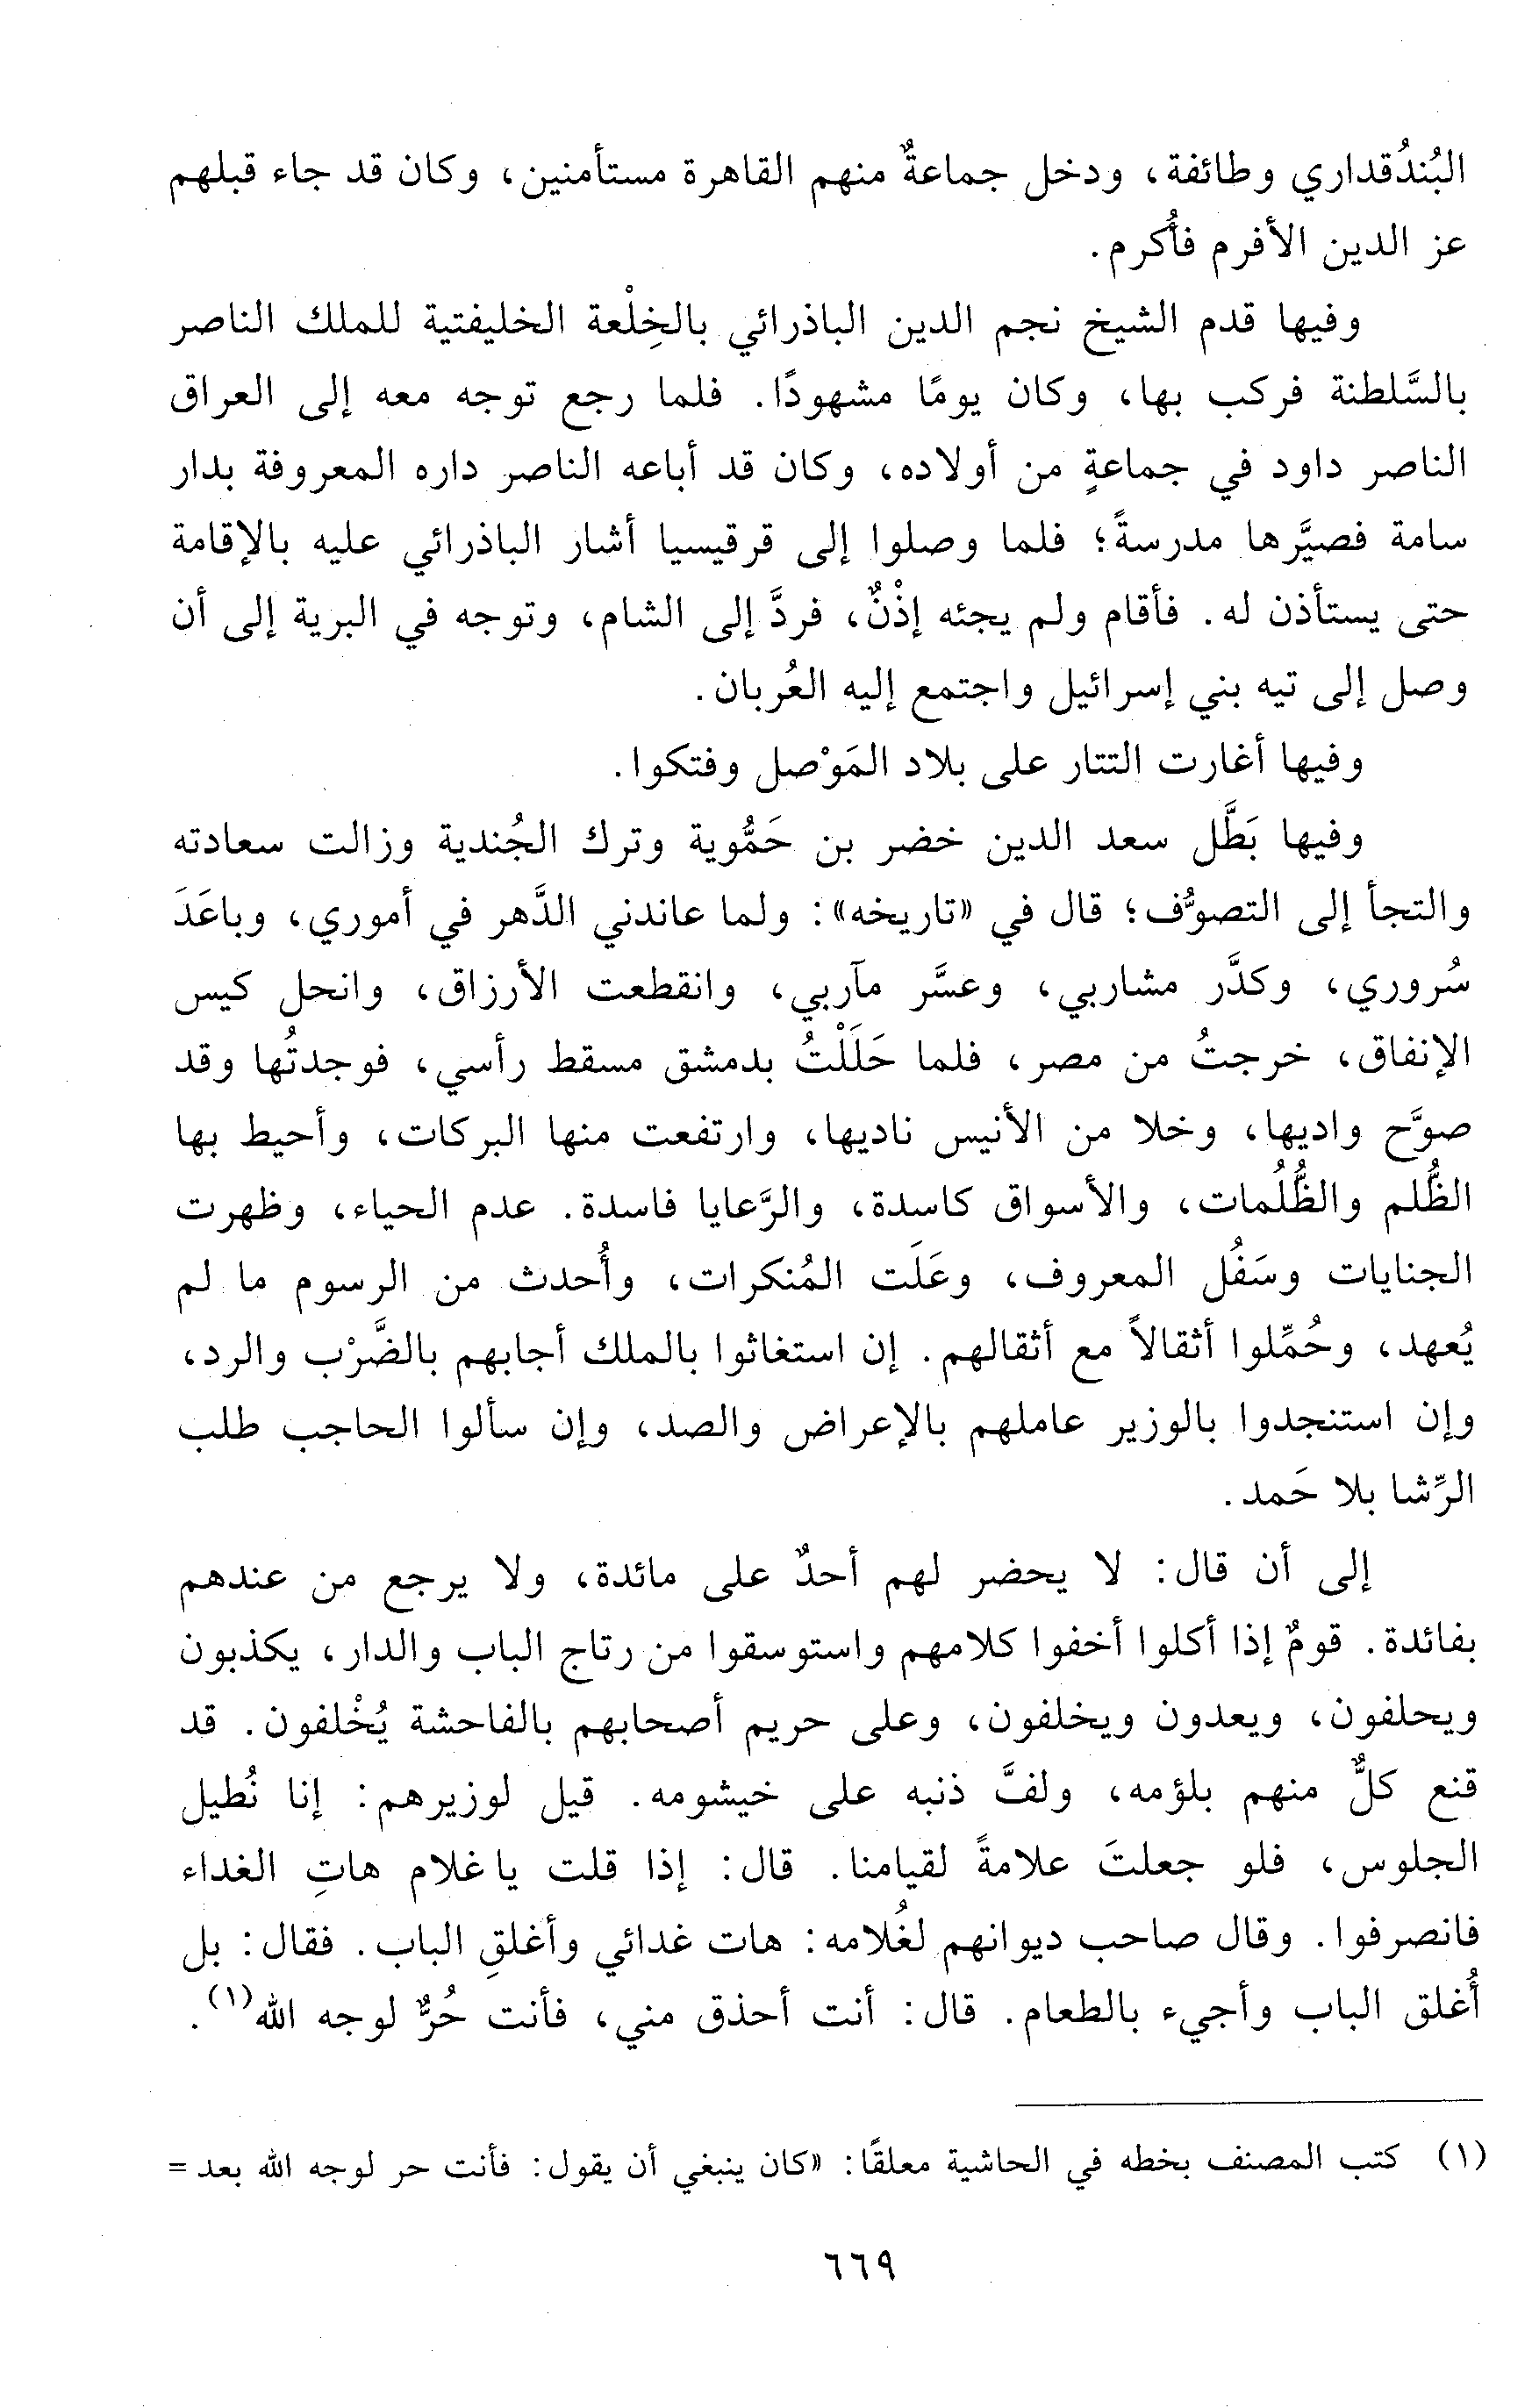 البُندُقداري وطائفة، ودخل جماعةٌ منهم القاهرة مستأمنين، وكان قد جاء قبلهم
عز الدين الأفرم فأُكرم.
وفيها قدم الشيخ نجم الدين الباذرائي بالخِلْعة الخليفتية للملك الناصر
بالسَّلطنة فركب بها، وكان يومًا مشهودًا. فلما رجع توجه معه إلى العراق
الناصر داود في جماعةٍ من أولاده، وكان قد أباعه الناصر داره المعروفة بدار
سامة فصيَّرها مدرسةً؛ فلما وصلوا إلى قرقيسيا أشار الباذرائي عليه بالإقامة
حتى يستأذن له. فأقام ولم يجئه إذْنٌ، فردَّ إلى الشام، وتوجه في البرية إلى أن
وصل إلى تيه بني إسرائيل واجتمع إليه العُربان.
وفيها أغارت التتار على بلاد المَوْصل وفتكوا.
وفيها بَطَّل سعد الدين خضر بن حَمُّوية وترك الجُندية وزالت سعادته
والتجأ إلى التصوُّف؛ قال في «تاريخه»: ولما عاندني الدَّهر في أموري، وباعَدَ
سُروري، وكدَّر مشاربي، وعسَّر مآربي، وانقطعت الأرزاق، وانحل كيس
الإنفاق، خرجتُ من مصر، فلما حَلَلْتُ بدمشق مسقط رأسي، فوجدتُها وقد
صوَّح واديها، وخلا من الأنيس ناديها، وارتفعت منها البركات، وأحيط بها
الظُّلم والظُّلُمات، والأسواق كاسدة، والرَّعايا فاسدة. عدم الحياء، وظهرت
الجنايات وسَفُل المعروف، وعَلَت المُنكرات، وأُحدث من الرسوم ما لم
يُعهد، وحُمِّلوا أثقالاً مع أثقالهم. إن استغاثوا بالملك أجابهم بالضَّرْب والرد،
وإن استنجدوا بالوزير عاملهم بالإعراض والصد، وإن سألوا الحاجب طلب
الرِّشا بلا حَمد.
إلى أن قال: لا يحضر لهم أحدٌ على مائدة، ولا يرجع من عندهم
بفائدة. قومٌ إذا أكلوا أخفوا كلامهم واستوسقوا من رتاج الباب والدار، يكذبون
ويحلفون، ويعدون ويخلفون، وعلى حريم أصحابهم بالفاحشة يُخْلفون. قد
قنع كلٌّ منهم بلؤمه، ولفَّ ذنبه على خيشومه. قيل لوزيرهم: إنا نُطيل
الجلوس، فلو جعلتَ علامةً لقيامنا. قال: إذا قلت يا غلام هاتِ الغداء
فانصرفوا. وقال صاحب ديوانهم لغُلامه: هات غدائي وأغلقِ الباب. فقال: بل
أُغلق الباب وأجيء بالطعام. قال: أنت أحذق مني، فأنت حُرٌّ لوجه الله(١).
(١) كتب المصنف بخطه في الحاشية معلقًا: «كان ينبغي أن يقول: فأنت حر لوجه الله بعد =
٦٦٩